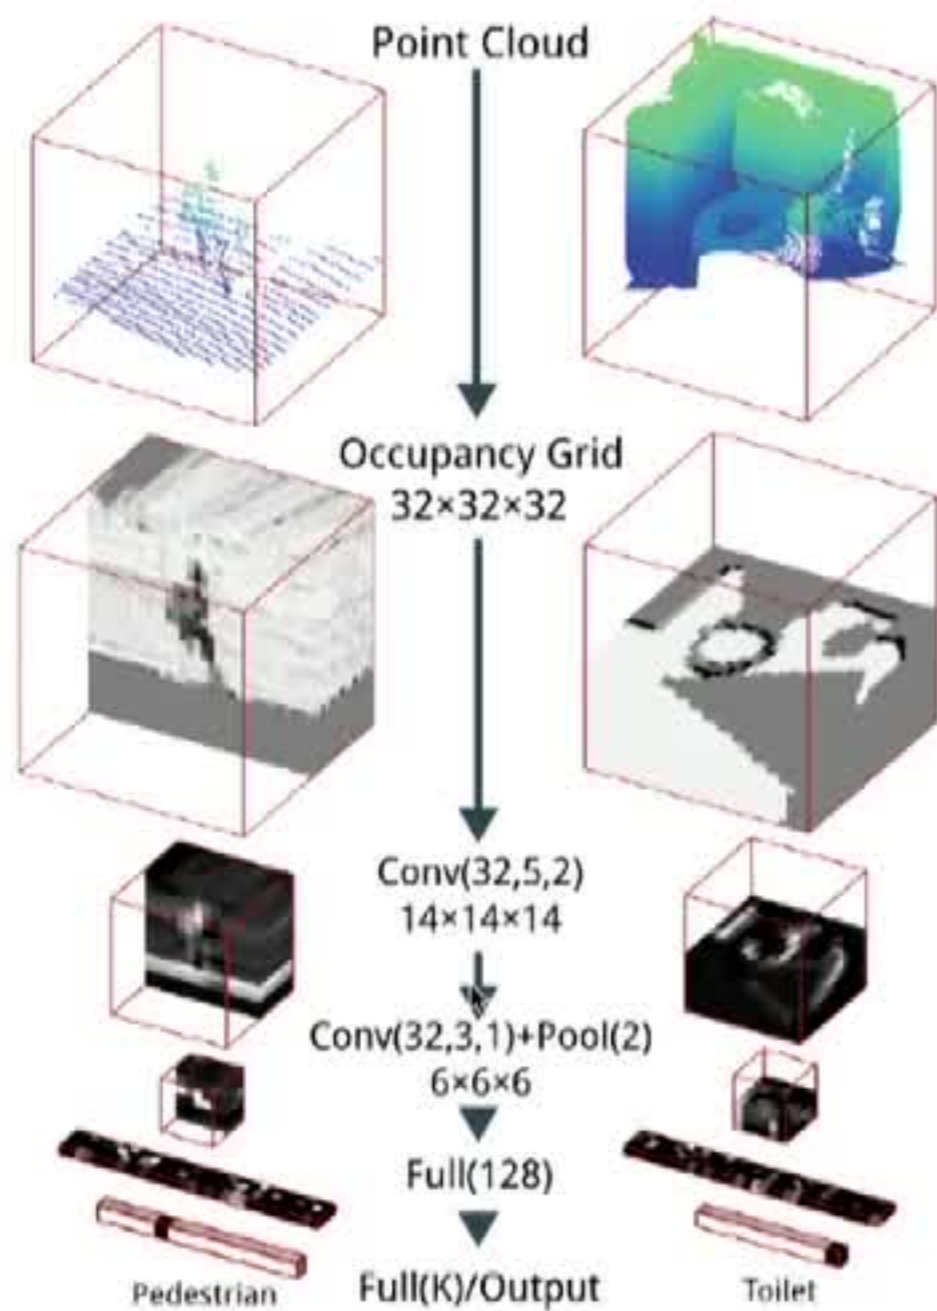 Point Cloud
Occupancy Grid
32×32×32
Conv(32,5,2)
14×14×14
Conv(32,3,1)+Pool(2)
6×6×6
Full(128)
Full(K)/Output
Pedestrian
Toilet